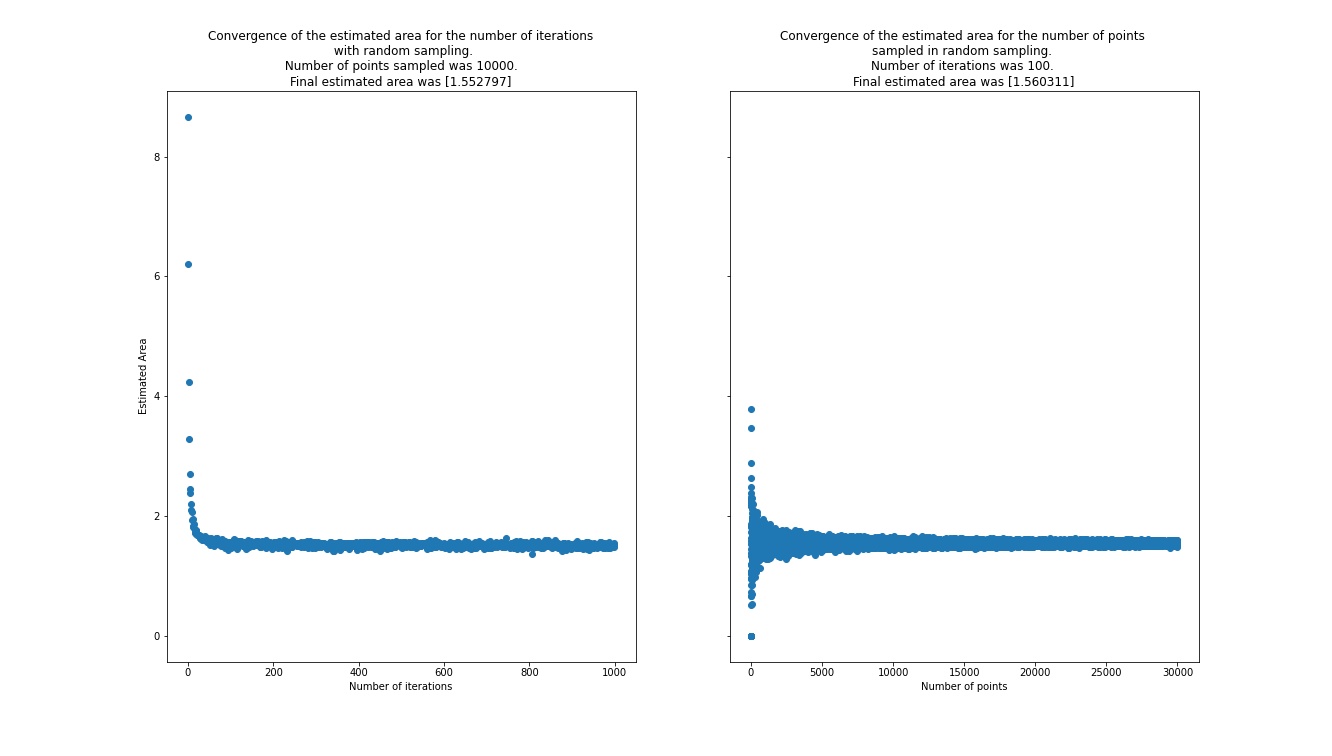 Convergence of the estimated area for the number of iterations
with random sampling.
Number of points sampled was 10000.
Final estimated area was [1.552797]
8
6
4
2
0
Estimated Area
0 200 400 600 800 1000
Number of iterations
Convergence of the estimated area for the number of points
sampled in random sampling.
Number of iterations was 100.
Final estimated area was [1.560311]
0 5000 10000 15000 20000 25000 30000
Number of points